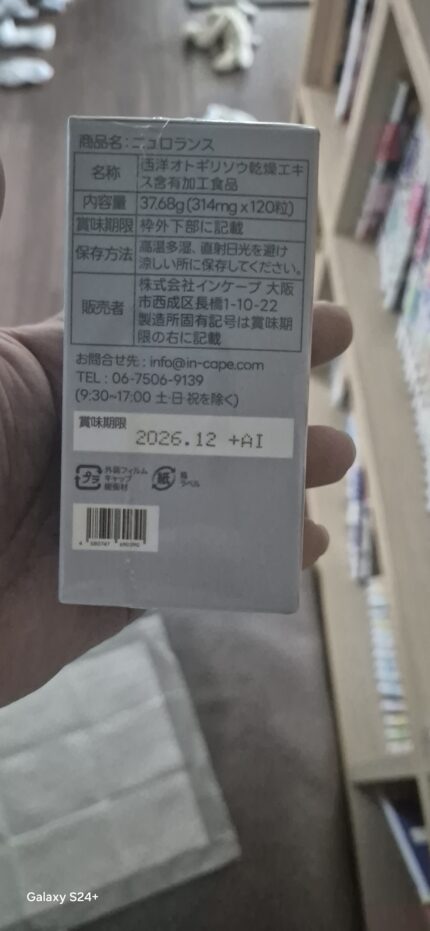 商品名：ニュロランス
名称
西洋オトギリソウ乾燥エキ
ス含有加工食品
内容量
37.68g(314mg×120粒)
賞味期限
枠外下部に記載
保存方法
高温多湿、直射日光を避け
涼しい所に保存してください。
販売者
株式会社インケープ 大阪
市西成区長橋1-10-22
製造所固有記号は賞味期
限の右に記載
お問合せ先：info@in-cape.com
TEL：06-7506-9139
(9:30~17:00 土・日・祝を除く)
賞味期限
2026.12 +AI
プラ
外装フィルム
キャップ
緩衝材
紙
箱
ラベル
Galaxy S24+